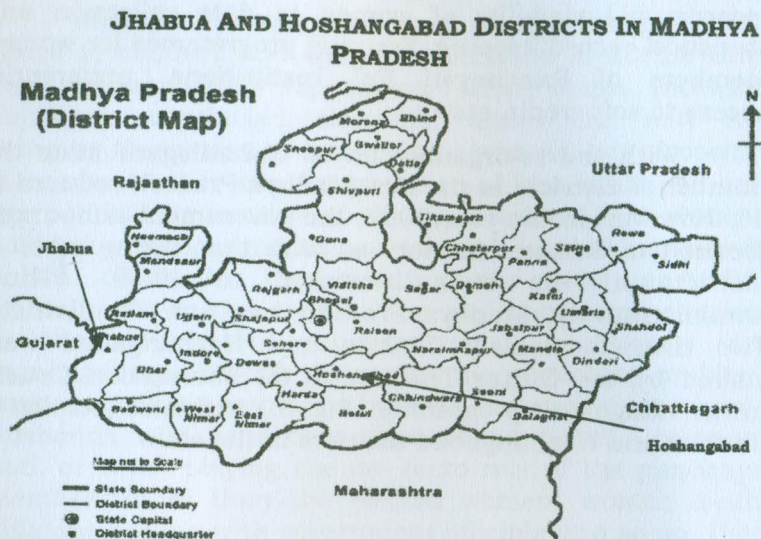 JHABUA AND HOSHANGABAD DISTRICTS IN MADHYA
PRADESH
Madhya Pradesh
(District Map)
N
Morena
Bhind
Sheopur
Gwalior
Datia
Uttar Pradesh
Rajasthan
Shivpuri
Tikamgarh
Rewa
Neemuch
Chhatarpur
Satna
Jhabua
Guna
Panna
Sidhi
Mandsaur
Vidisha
Sagar
Damoh
Katni
Rajgarh
Bhopal
Umaria
Ratlam
Ujjain
Shajapur
Jabalpur
Shahdol
Gujarat
Jhabua
Raisen
Sehore
Narsimhapur
Mandla
Indore
Dindori
Dhar
Hoshangabad
Seoni
Harda
Chhindwara
Chhattisgarh
Badwani
West
Nimar
East
Nimar
Betul
Balaghat
Hoshangabad
Map not to Scale
Maharashtra
State Boundary
District Boundary
State Capital
District Headquarter